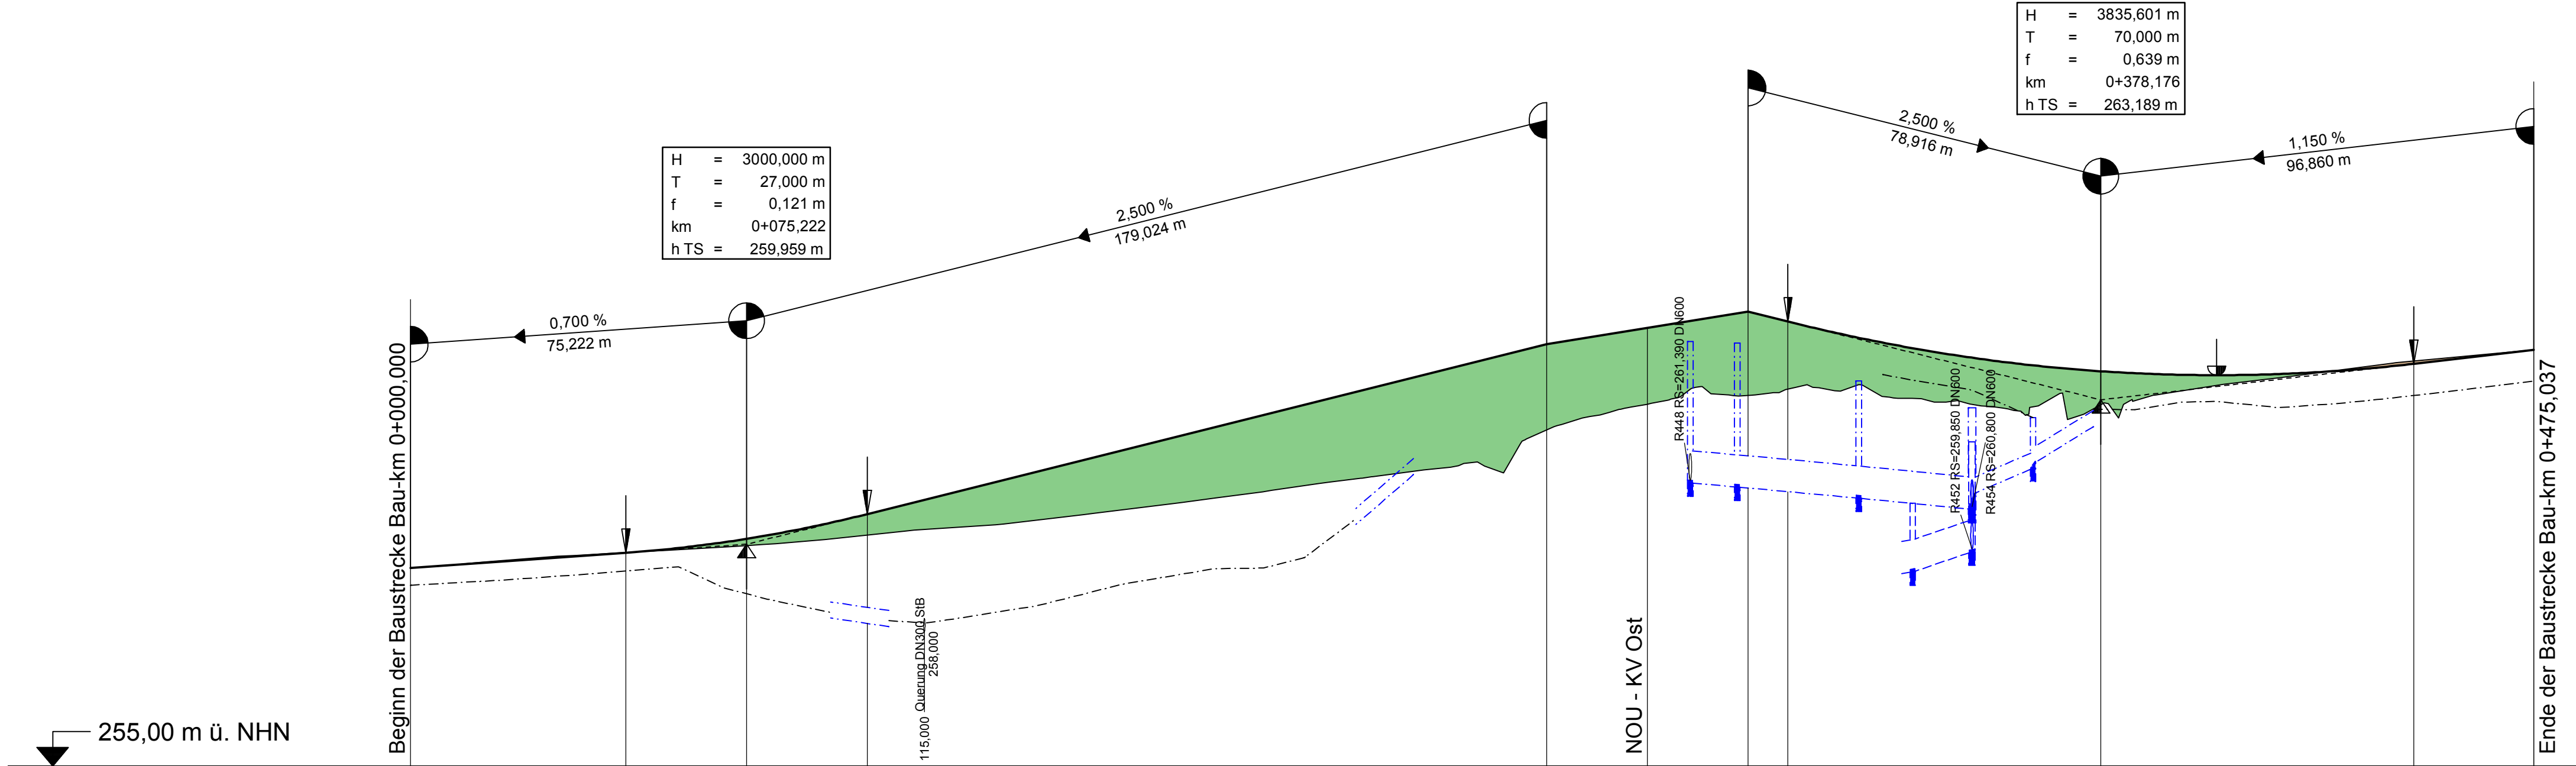 H = 3835,601 m
T = 70,000 m
f = 0,639 m
km 0+378,176
h TS = 263,189 m
H = 3000,000 m
T = 27,000 m
f = 0,121 m
km 0+075,222
h TS = 259,959 m
2,500 %
78,916 m
1,150 %
96,860 m
2,500 %
179,024 m
0,700 %
75,222 m
Beginn der Baustrecke Bau-km 0+000,000
115,000 Querung DN300 StB
258,000
NOU - KV Ost
R448 RS=261,390 DN600
R452 RS=259,850 DN600
R454 RS=260,800 DN600
Ende der Baustrecke Bau-km 0+475,037
255,00 m ü. NHN